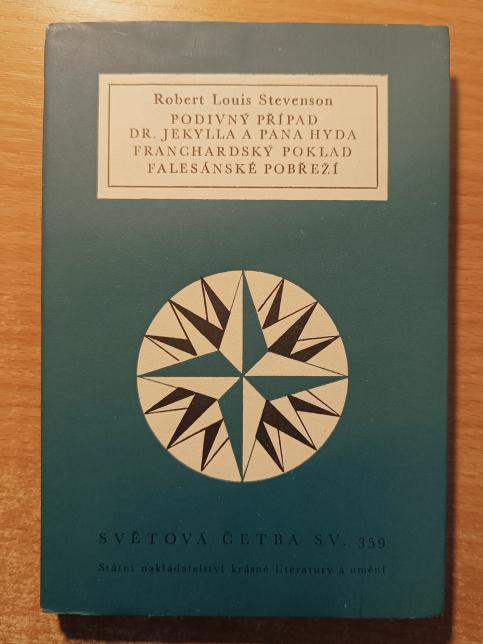 Robert Louis Stevenson
PODIVNÝ PŘÍPAD
DR. JEKYLLA A PANA HYDA
FRANCHARDSKÝ POKLAD
FALESÁNSKÉ POBŘEŽÍ
SVĚTOVÁ ČETBA SV. 359
Státní nakladatelství krásné literatury a umění